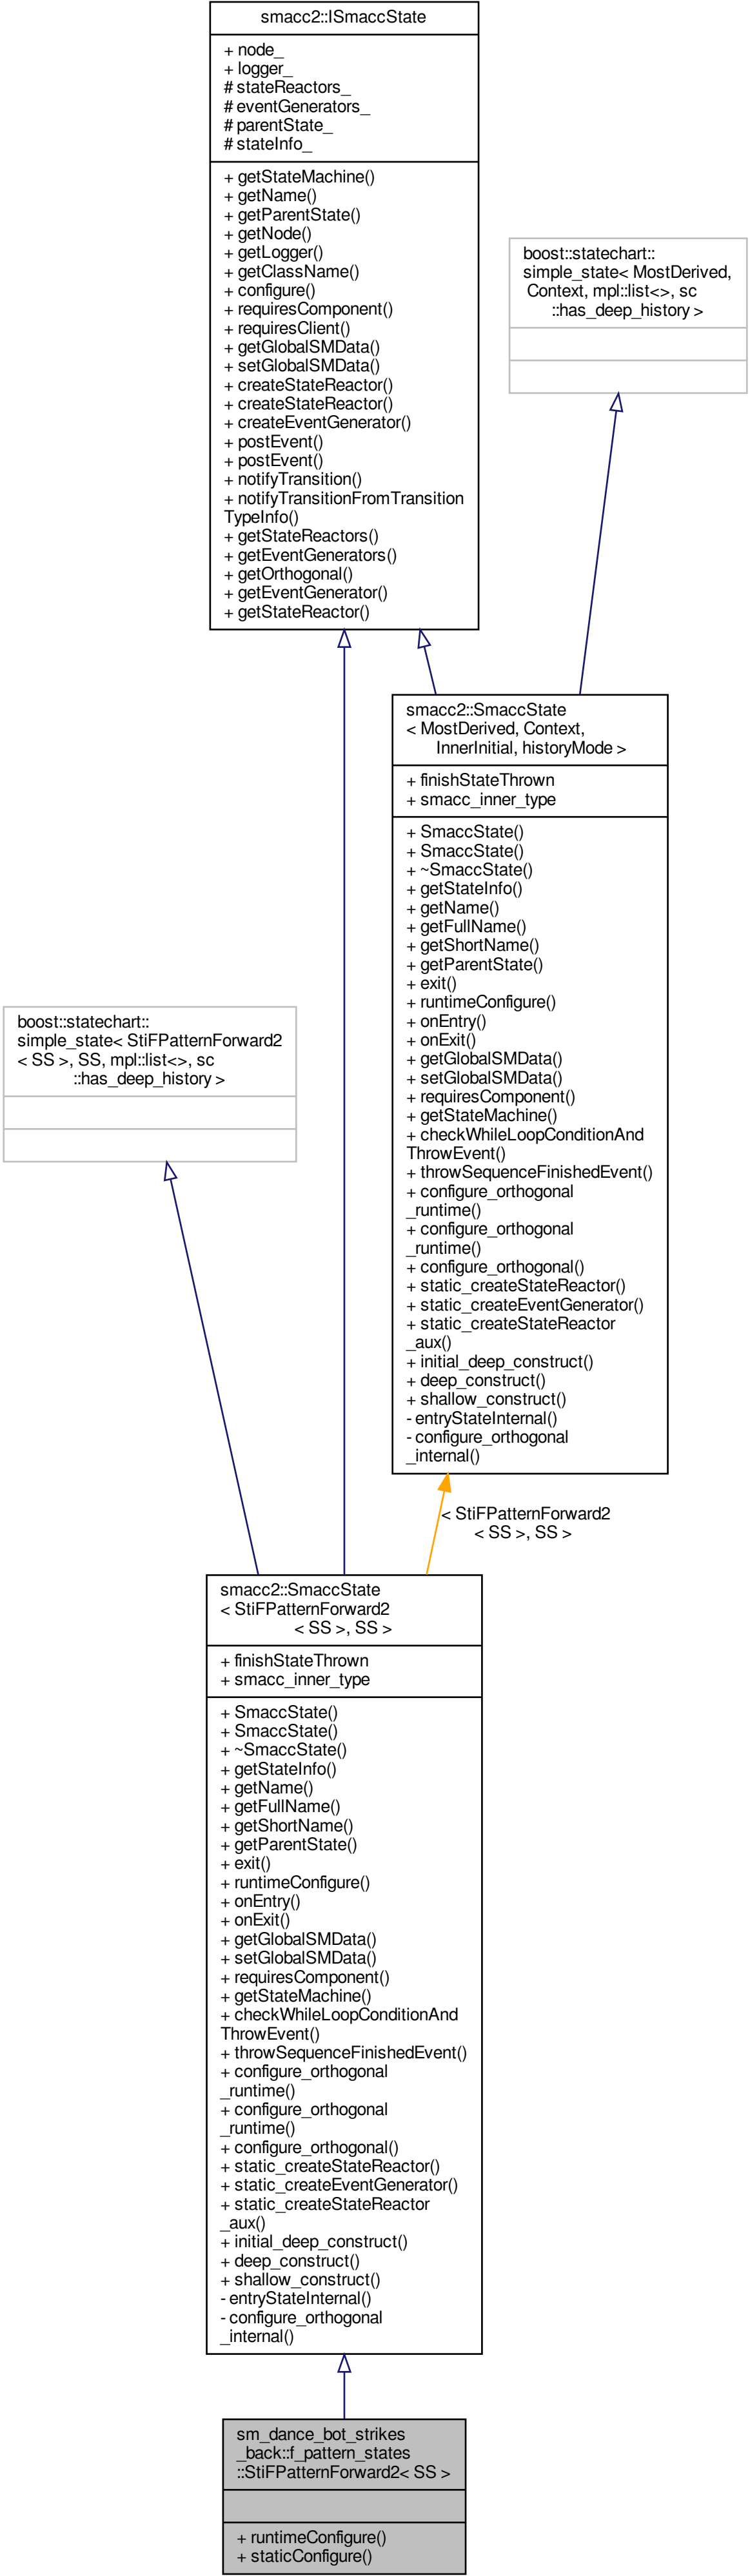 smacc2::ISmaccState
+ node_
+ logger_
# stateReactors_
# eventGenerators_
# parentState_
# stateInfo_
+ getStateMachine()
+ getName()
+ getParentState()
+ getNode()
+ getLogger()
+ getClassName()
+ configure()
+ requiresComponent()
+ requiresClient()
+ getGlobalSMData()
+ setGlobalSMData()
+ createStateReactor()
+ createStateReactor()
+ createEventGenerator()
+ postEvent()
+ postEvent()
+ notifyTransition()
+ notifyTransitionFromTransition
TypeInfo()
+ getStateReactors()
+ getEventGenerators()
+ getOrthogonal()
+ getEventGenerator()
+ getStateReactor()
boost::statechart::
simple_state< MostDerived,
Context, mpl::list<>, sc
::has_deep_history >
smacc2::SmaccState
< MostDerived, Context,
InnerInitial, historyMode >
+ finishStateThrown
+ smacc_inner_type
+ SmaccState()
+ SmaccState()
+ ~SmaccState()
+ getStateInfo()
+ getName()
+ getFullName()
+ getShortName()
+ getParentState()
+ exit()
+ runtimeConfigure()
+ onEntry()
+ onExit()
+ getGlobalSMData()
+ setGlobalSMData()
+ requiresComponent()
+ getStateMachine()
+ checkWhileLoopConditionAnd
ThrowEvent()
+ throwSequenceFinishedEvent()
+ configure_orthogonal
_runtime()
+ configure_orthogonal
_runtime()
+ configure_orthogonal()
+ static_createStateReactor()
+ static_createEventGenerator()
+ static_createStateReactor
_aux()
+ initial_deep_construct()
+ deep_construct()
+ shallow_construct()
- entryStateInternal()
- configure_orthogonal
_internal()
boost::statechart::
simple_state< StiFPatternForward2
< SS >, SS, mpl::list<>, sc
::has_deep_history >
< StiFPatternForward2
< SS >, SS >
smacc2::SmaccState
< StiFPatternForward2
< SS >, SS >
+ finishStateThrown
+ smacc_inner_type
+ SmaccState()
+ SmaccState()
+ ~SmaccState()
+ getStateInfo()
+ getName()
+ getFullName()
+ getShortName()
+ getParentState()
+ exit()
+ runtimeConfigure()
+ onEntry()
+ onExit()
+ getGlobalSMData()
+ setGlobalSMData()
+ requiresComponent()
+ getStateMachine()
+ checkWhileLoopConditionAnd
ThrowEvent()
+ throwSequenceFinishedEvent()
+ configure_orthogonal
_runtime()
+ configure_orthogonal
_runtime()
+ configure_orthogonal()
+ static_createStateReactor()
+ static_createEventGenerator()
+ static_createStateReactor
_aux()
+ initial_deep_construct()
+ deep_construct()
+ shallow_construct()
- entryStateInternal()
- configure_orthogonal
_internal()
sm_dance_bot_strikes
_back::f_pattern_states
::StiFPatternForward2< SS >
+ runtimeConfigure()
+ staticConfigure()